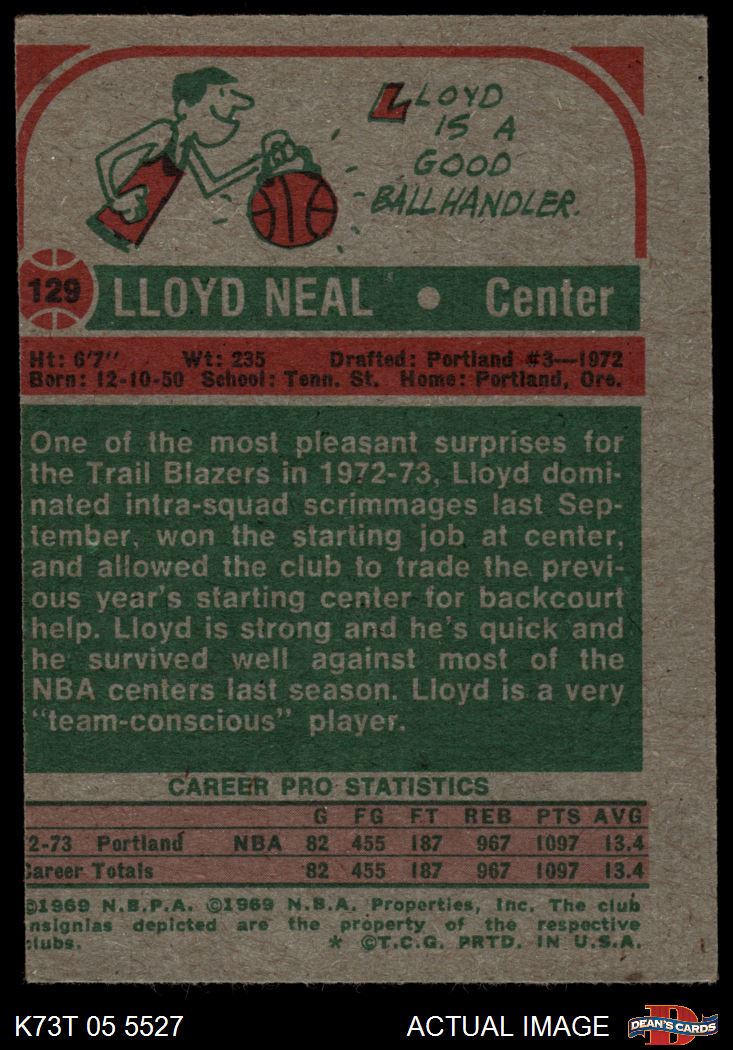 LLOYD
IS A
GOOD
BALLHANDLER.
129 LLOYD NEAL • Center
Ht: 6'7" Wt: 235 Drafted: Portland #3—1972
Born: 12-10-50 School: Tenn. St. Home: Portland, Ore.
One of the most pleasant surprises for
the Trail Blazers in 1972-73, Lloyd domi-
nated intra-squad scrimmages last Sep-
tember, won the starting job at center,
and allowed the club to trade the previ-
ous year's starting center for backcourt
help. Lloyd is strong and he's quick and
he survived well against most of the
NBA centers last season. Lloyd is a very
"team-conscious" player.
CAREER PRO STATISTICS
G FG FT REB PTS AVG
2-73 Portland NBA 82 455 187 967 1097 13.4
Career Totals 82 455 187 967 1097 13.4
©1969 N.B.P.A. ©1969 N.B.A. Properties, Inc. The club
nsignias depicted are the property of the respective
clubs. * ©T.C.G. PRTD. IN U.S.A.
K73T 05 5527 ACTUAL IMAGE D DEAN'S CARDS